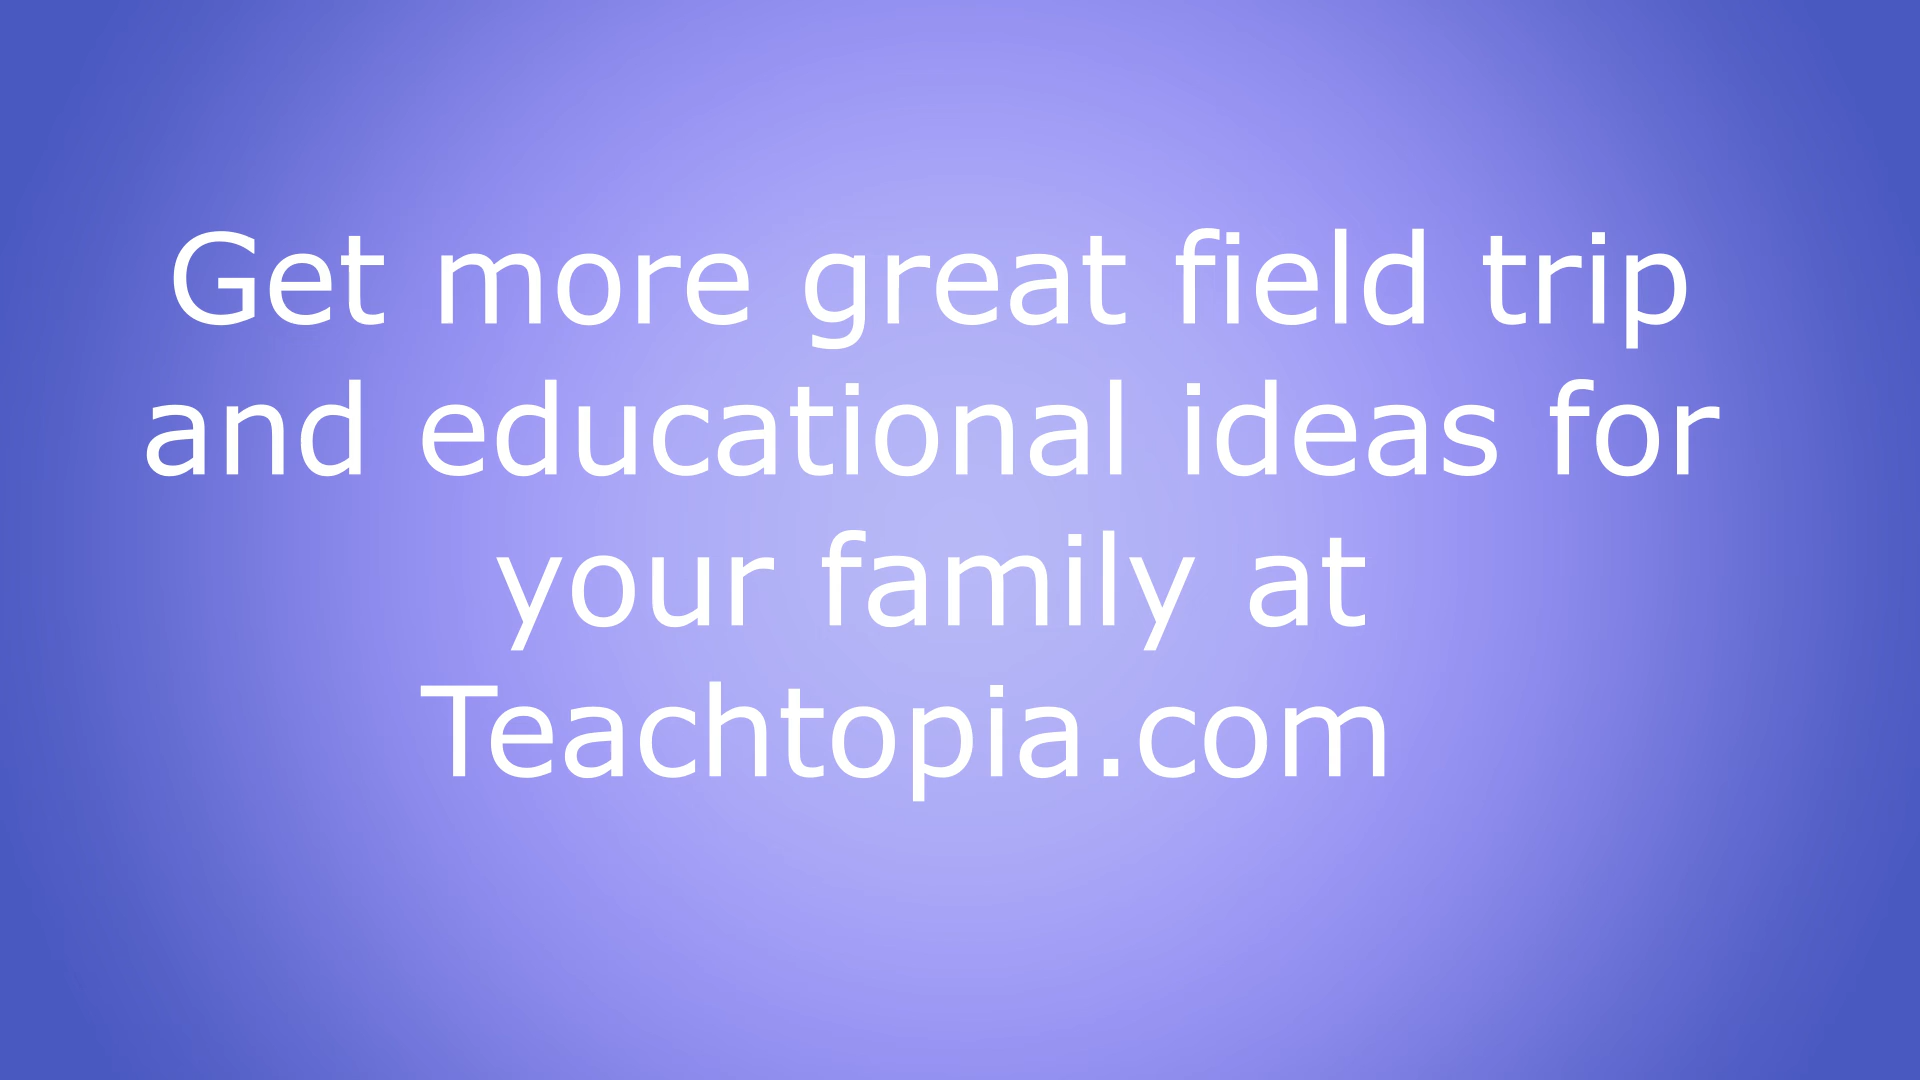 Get more great field trip
and educational ideas for
your family at
Teachtopia.com